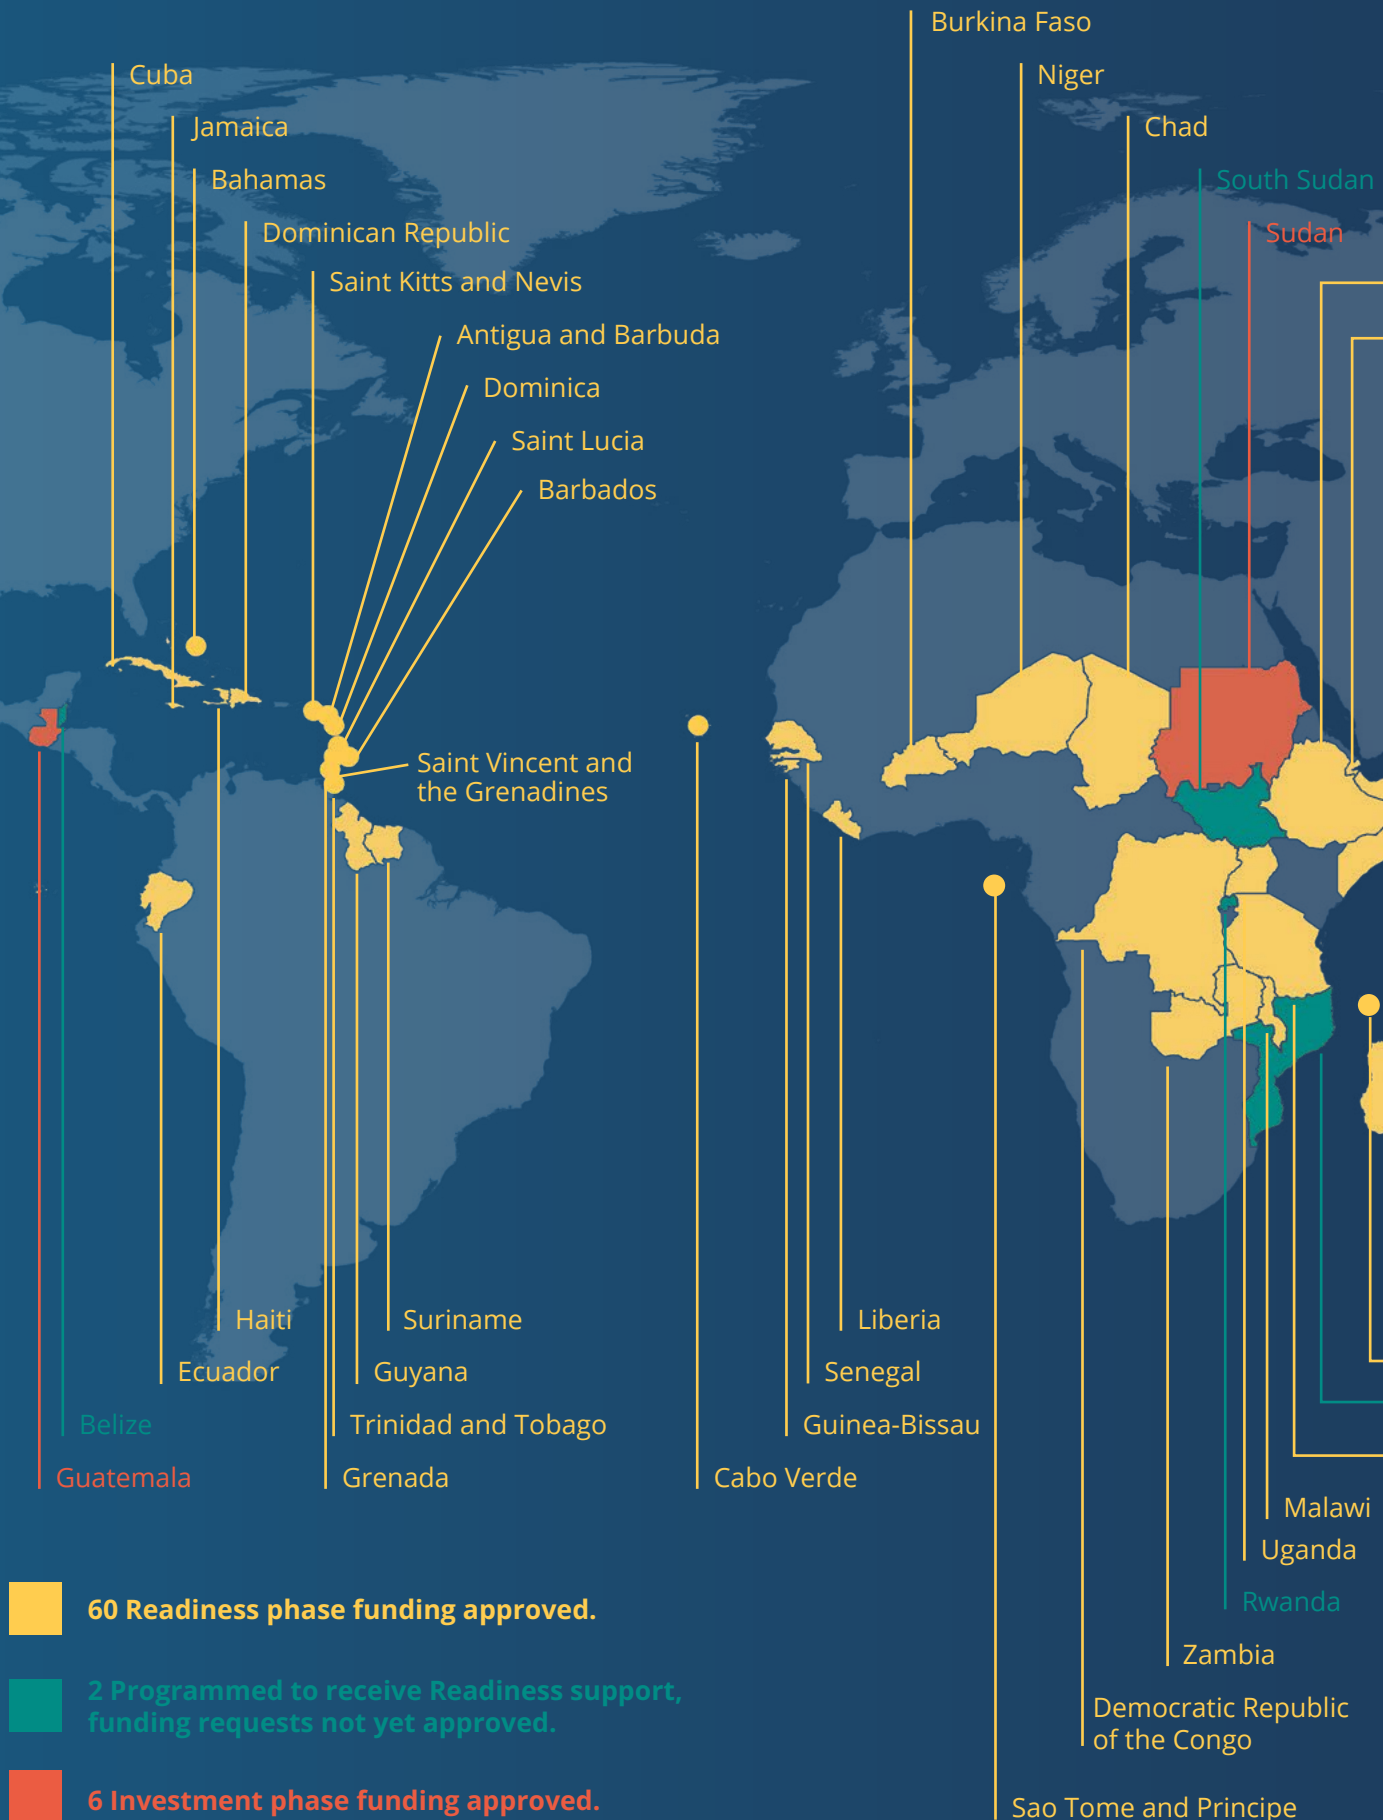 Burkina Faso
Cuba
Niger
Jamaica
Chad
Bahamas
South Sudan
Dominican Republic
Sudan
Saint Kitts and Nevis
Antigua and Barbuda
Dominica
Saint Lucia
Barbados
Saint Vincent and
the Grenadines
Haiti
Suriname
Liberia
Ecuador
Guyana
Senegal
Belize
Trinidad and Tobago
Guinea-Bissau
Guatemala
Grenada
Cabo Verde
Malawi
Uganda
Rwanda
Zambia
Democratic Republic
of the Congo
Sao Tome and Principe
60 Readiness phase funding approved.
2 Programmed to receive Readiness support,
funding requests not yet approved.
6 Investment phase funding approved.